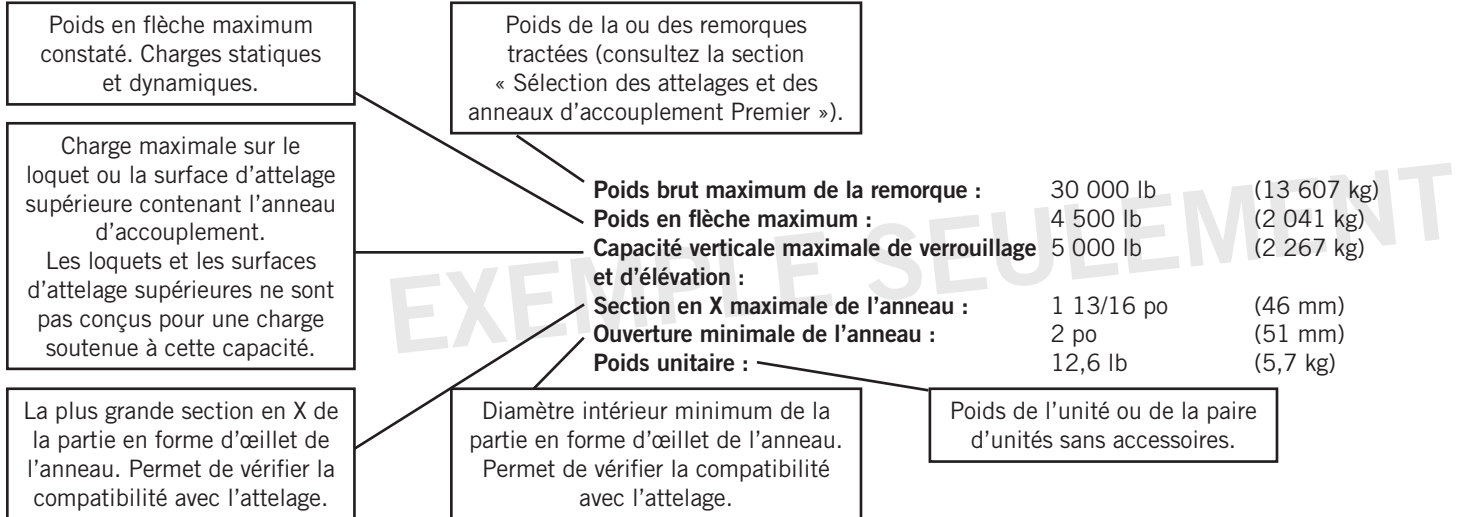 Poids en flèche maximum
constaté. Charges statiques
et dynamiques.
Poids de la ou des remorques
tractées (consultez la section
« Sélection des attelages et des
anneaux d'accouplement Premier »).
Charge maximale sur le
loquet ou la surface d'attelage
supérieure contenant l'anneau
d'accouplement.
Les loquets et les surfaces
d'attelage supérieures ne sont
pas conçus pour une charge
soutenue à cette capacité.
Poids brut maximum de la remorque : 30 000 lb (13 607 kg)
Poids en flèche maximum : 4 500 lb (2 041 kg)
Capacité verticale maximale de verrouillage 5 000 lb (2 267 kg)
et d'élévation :
Section en X maximale de l'anneau : 1 13/16 po (46 mm)
Ouverture minimale de l'anneau : 2 po (51 mm)
Poids unitaire : 12,6 lb (5,7 kg)
EXEMPLE SEULEMENT
La plus grande section en X de
la partie en forme d'œillet de
l'anneau. Permet de vérifier la
compatibilité avec l'attelage.
Diamètre intérieur minimum de la
partie en forme d'œillet de l'anneau.
Permet de vérifier la compatibilité
avec l'attelage.
Poids de l'unité ou de la paire
d'unités sans accessoires.